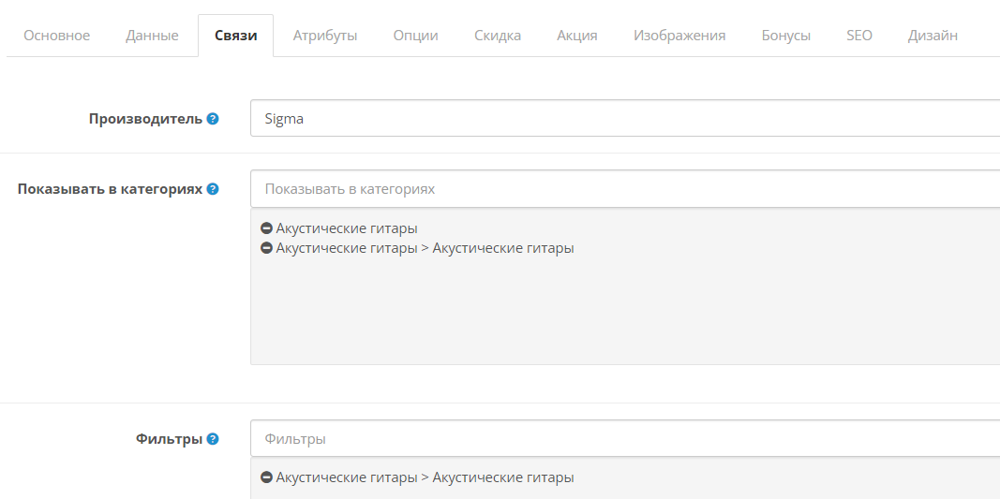 Основное Данные Связи Атрибуты Опции Скидка Акция Изображения Бонусы SEO Дизайн
Производитель ? Sigma
Показывать в категориях ? Показывать в категориях
Акустические гитары
Акустические гитары > Акустические гитары
Фильтры ? Фильтры
Акустические гитары > Акустические гитары